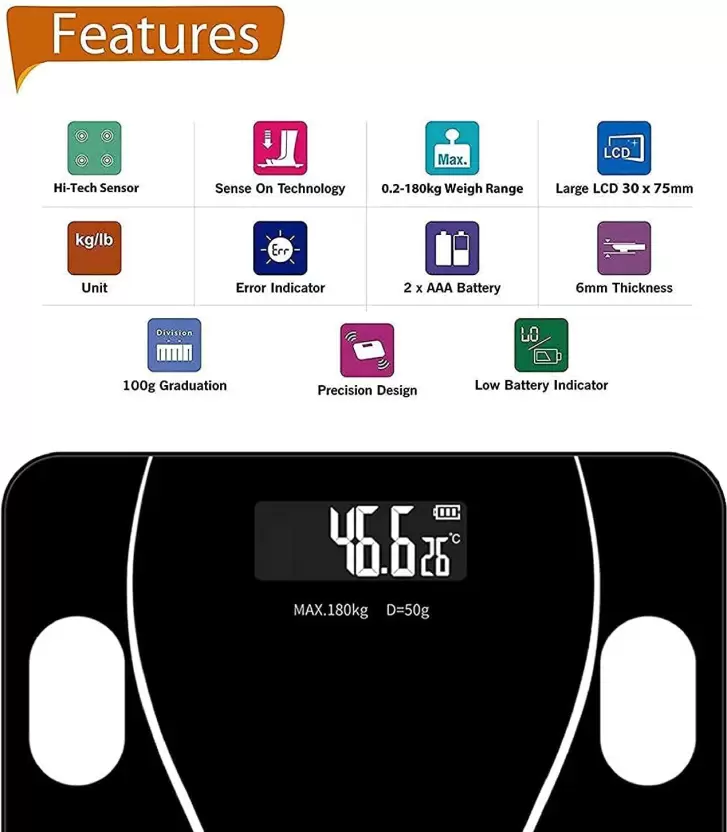 Features
Max.
LCD
Hi-Tech Sensor
Sense On Technology
0.2-180kg Weigh Range
Large LCD 30 x 75mm
kg/lb
Err
Unit
Error Indicator
2 x AAA Battery
6mm Thickness
Division
LO
100g Graduation
Precision Design
Low Battery Indicator
46.6 26°C
MAX.180kg D=50g